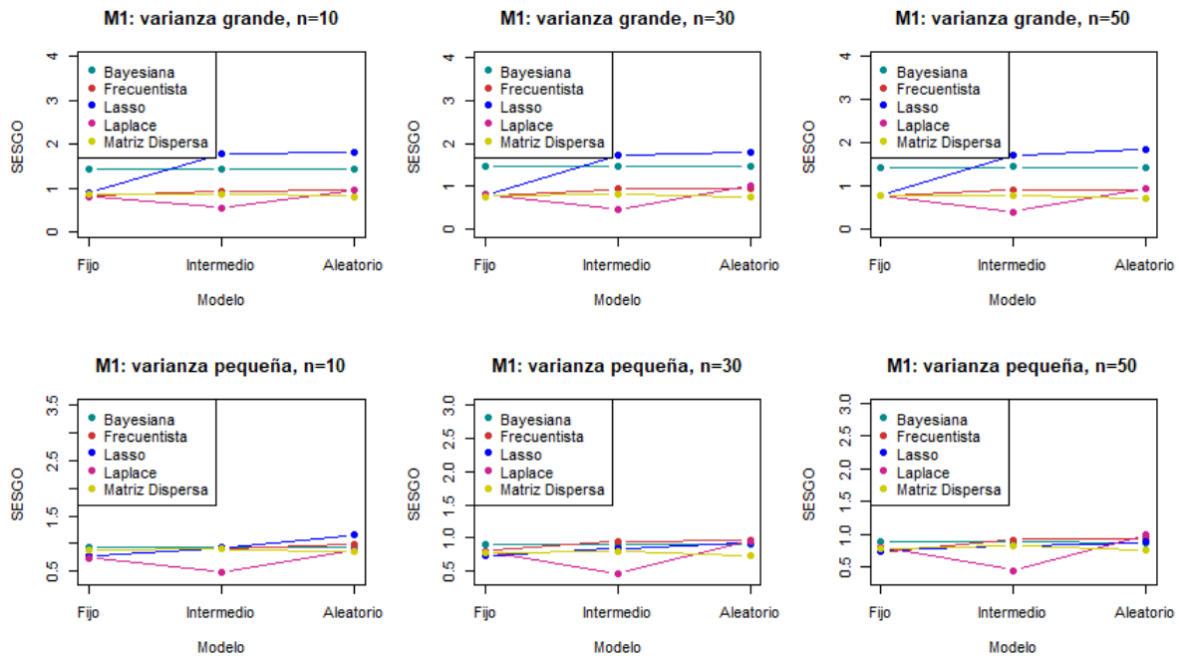 M1: varianza grande, n=10
SESGO
4
3
2
1
0
Bayesiana
Frecuentista
Lasso
Laplace
Matriz Dispersa
Fijo Intermedio Aleatorio
Modelo
M1: varianza grande, n=30
SESGO
4
3
2
1
0
Bayesiana
Frecuentista
Lasso
Laplace
Matriz Dispersa
Fijo Intermedio Aleatorio
Modelo
M1: varianza grande, n=50
SESGO
4
3
2
1
0
Bayesiana
Frecuentista
Lasso
Laplace
Matriz Dispersa
Fijo Intermedio Aleatorio
Modelo
M1: varianza pequeña, n=10
SESGO
3.5
2.5
1.5
0.5
Bayesiana
Frecuentista
Lasso
Laplace
Matriz Dispersa
Fijo Intermedio Aleatorio
Modelo
M1: varianza pequeña, n=30
SESGO
3.0
2.5
2.0
1.5
1.0
0.5
Bayesiana
Frecuentista
Lasso
Laplace
Matriz Dispersa
Fijo Intermedio Aleatorio
Modelo
M1: varianza pequeña, n=50
SESGO
3.0
2.5
2.0
1.5
1.0
0.5
Bayesiana
Frecuentista
Lasso
Laplace
Matriz Dispersa
Fijo Intermedio Aleatorio
Modelo